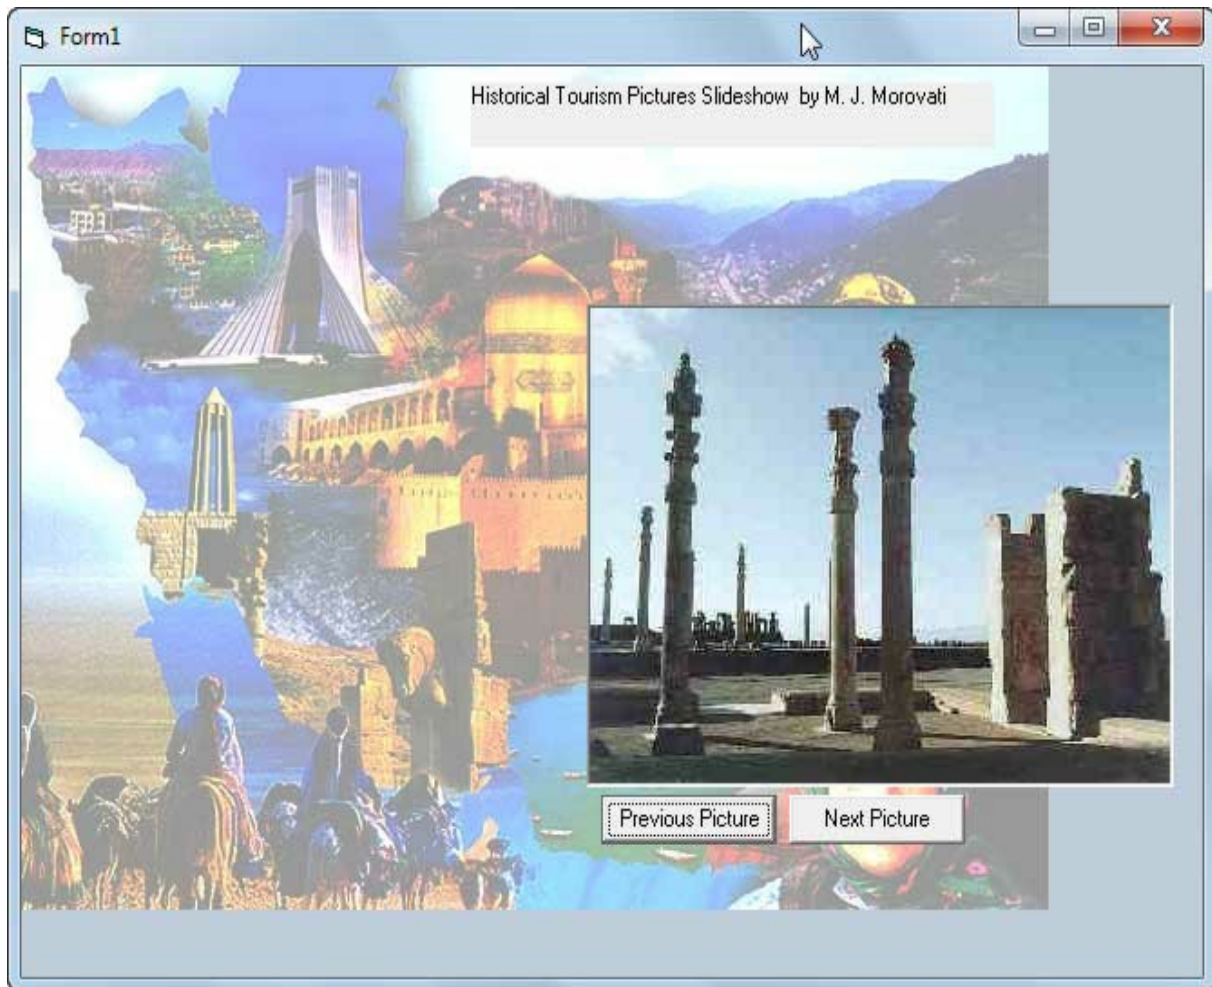 Form1
Historical Tourism Pictures Slideshow  by M. J. Morovati
Previous Picture
Next Picture